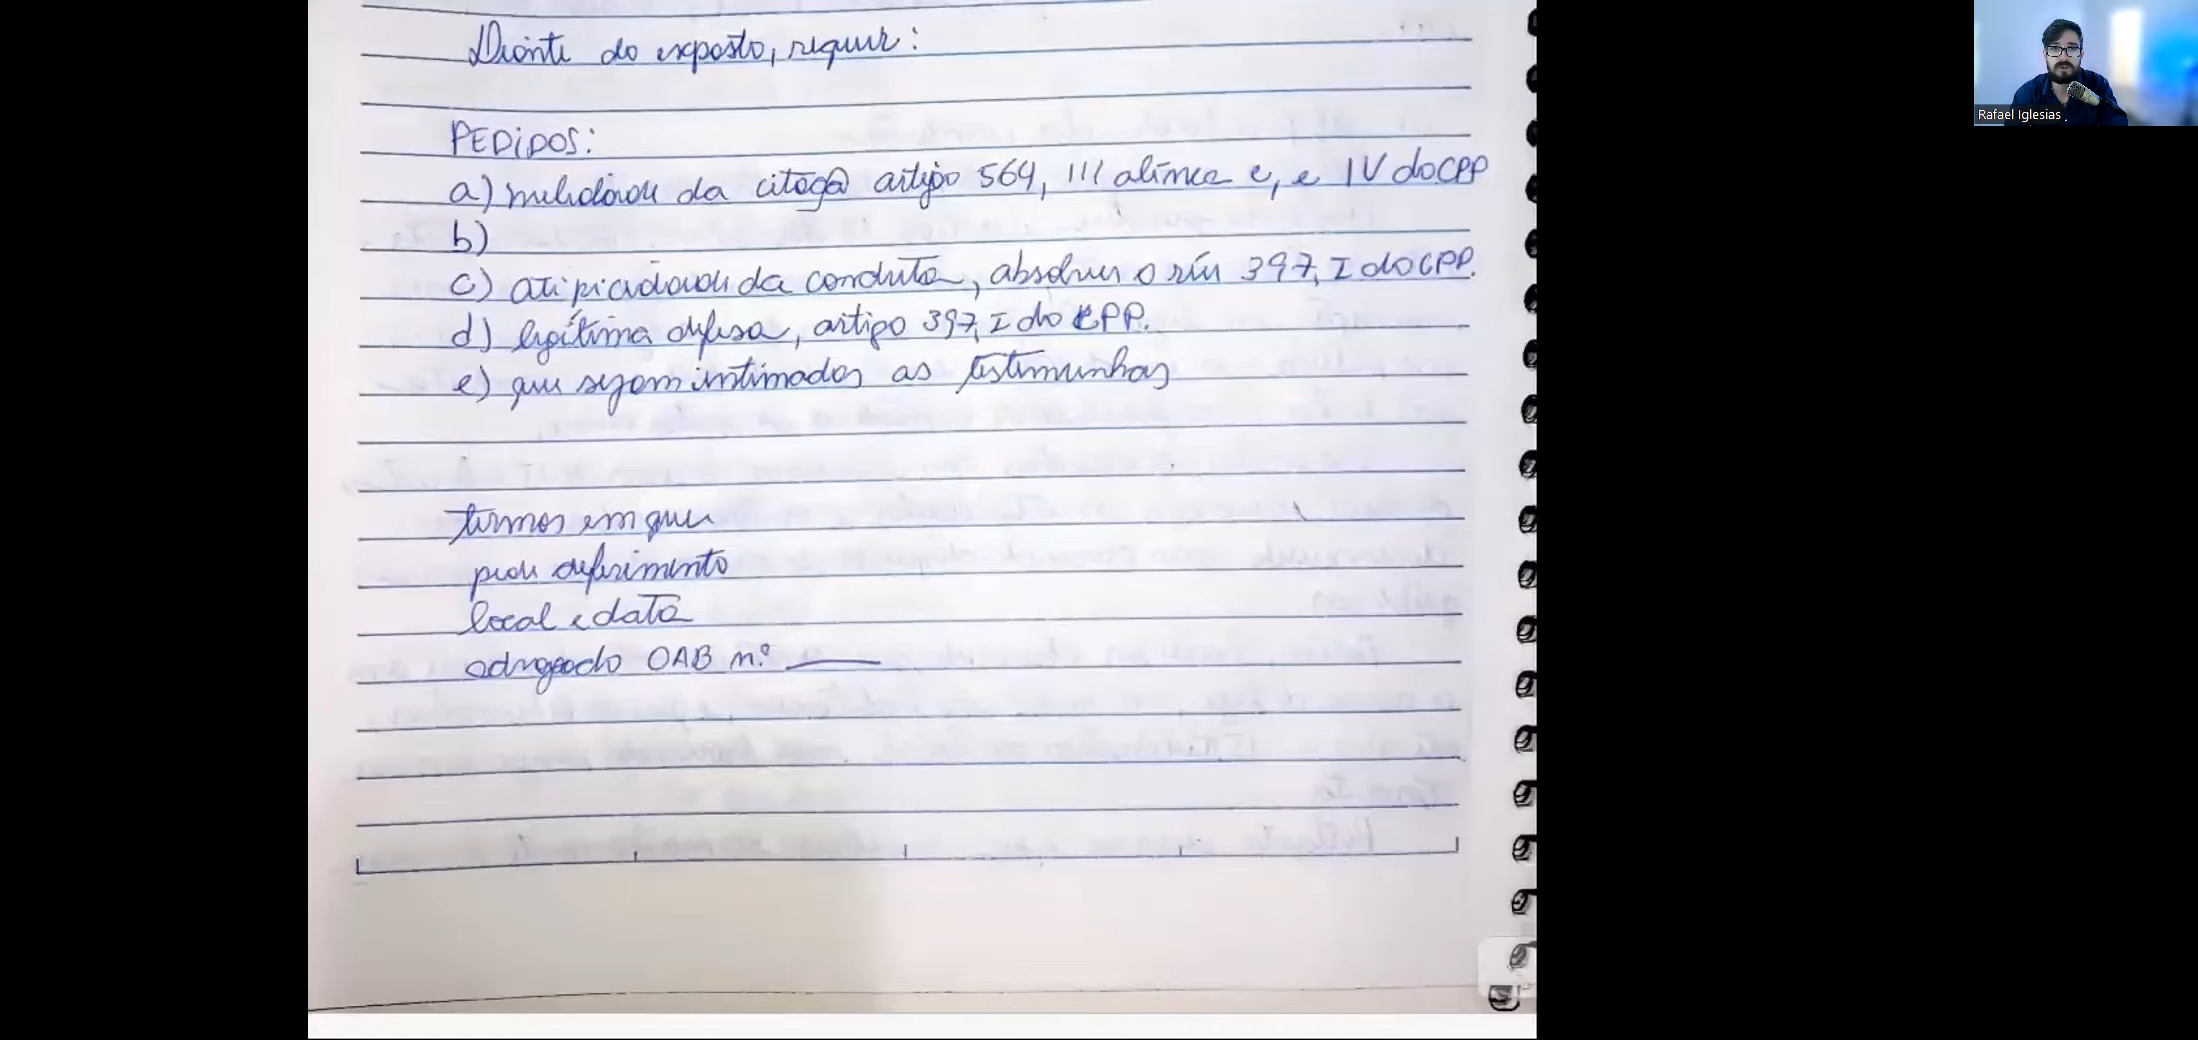 Diante do exposto, requer:
PEDIDOS:
a) nulidade da citação artigo 564, III alínea e, e IV do CPP
b)
c) atipicidade da conduta, absolver o réu 397, I do CPP.
d) legítima defesa, artigo 397, I do CPP.
e) que sejam intimados as testemunhas
termos em que
pede deferimento
local e data
advogado OAB n.º
Rafael Iglesias